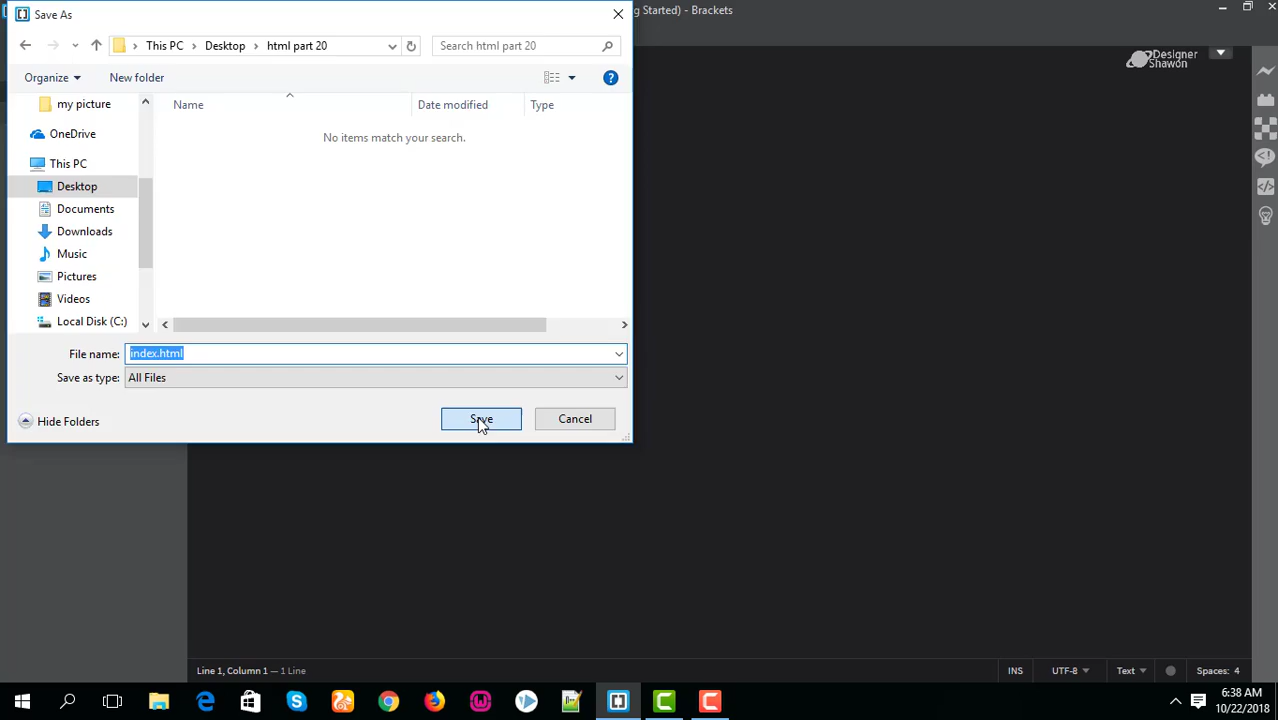 Save As
g Started) - Brackets
This PC
Desktop
html part 20
Search html part 20
Designer
Shawon
Organize
New folder
?
my picture
Name
Date modified
Type
OneDrive
No items match your search.
This PC
Desktop
Documents
Downloads
Music
Pictures
Videos
Local Disk (C:)
File name:
index.html
Save as type:
All Files
Hide Folders
Save
Cancel
Line 1, Column 1 — 1 Line
INS
UTF-8
Text
Spaces: 4
6:38 AM
10/22/2018